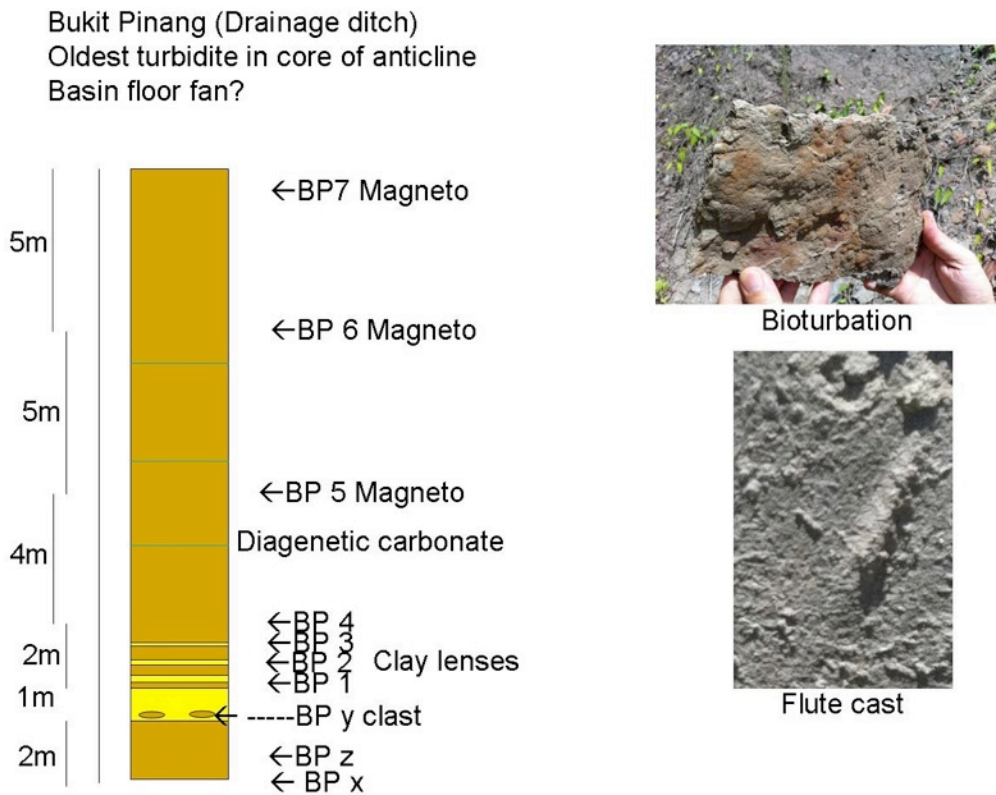 Bukit Pinang (Drainage ditch)
Oldest turbidite in core of anticline
Basin floor fan?
←BP7 Magneto
5m
←BP 6 Magneto
5m
←BP 5 Magneto
Diagenetic carbonate
4m
←BP 4
←BP 3
2m
←BP 2 Clay lenses
←BP 1
1m
← -----BP y clast
2m
←BP z
← BP x
Bioturbation
Flute cast